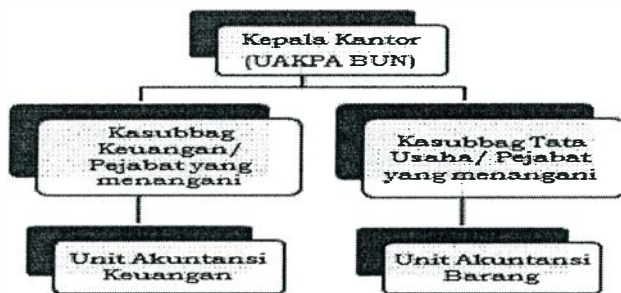 Kepala Kantor
(UAKPA BUN)
Kasubbag
Keuangan/
Pejabat yang
menangani
Kasubbag Tata
Usaha/ Pejabat
yang menangani
Unit Akuntansi
Keuangan
Unit Akuntansi
Barang